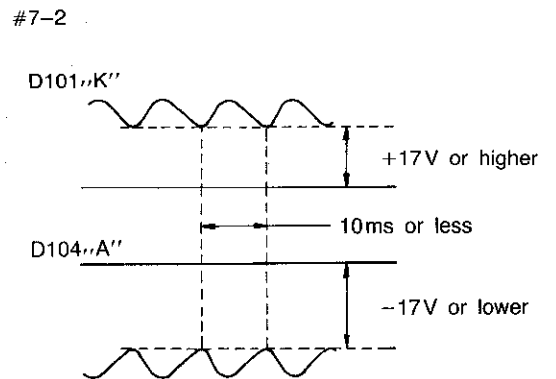 #7-2
D101,,K''
+17V or higher
10ms or less
D104,,A''
-17V or lower